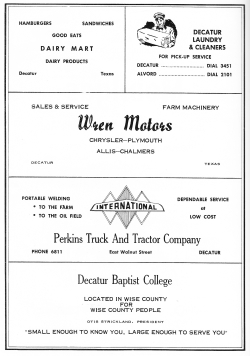 HAMBURGERS SANDWICHES
GOOD EATS
DAIRY MART
DAIRY PRODUCTS
Decatur Texas
DECATUR
LAUNDRY
& CLEANERS
FOR PICK-UP SERVICE
DECATUR DIAL 3451
ALVORD DIAL 2101
SALES & SERVICE FARM MACHINERY
Wren Motors
CHRYSLER-PLYMOUTH
ALLIS-CHALMERS
DECATUR TEXAS
PORTABLE WELDING
• TO THE FARM
• TO THE OIL FIELD
INTERNATIONAL
DEPENDABLE SERVICE
at
LOW COST
Perkins Truck And Tractor Company
PHONE 6811 East Walnut Street DECATUR
Decatur Baptist College
LOCATED IN WISE COUNTY
FOR
WISE COUNTY PEOPLE
OTIS STRICKLAND, PRESIDENT
"SMALL ENOUGH TO KNOW YOU, LARGE ENOUGH TO SERVE YOU"